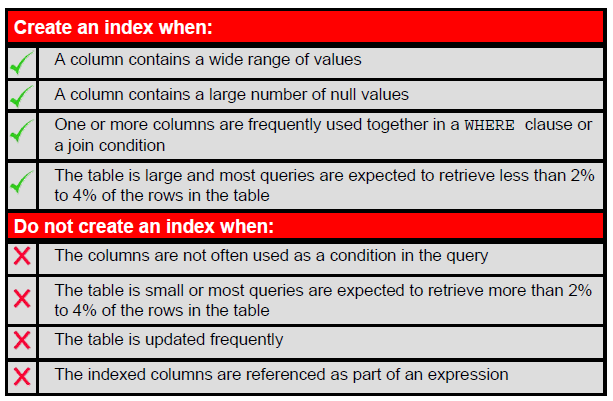 Create an index when:
A column contains a wide range of values
A column contains a large number of null values
One or more columns are frequently used together in a WHERE clause or
a join condition
The table is large and most queries are expected to retrieve less than 2%
to 4% of the rows in the table
Do not create an index when:
The columns are not often used as a condition in the query
The table is small or most queries are expected to retrieve more than 2%
to 4% of the rows in the table
The table is updated frequently
The indexed columns are referenced as part of an expression